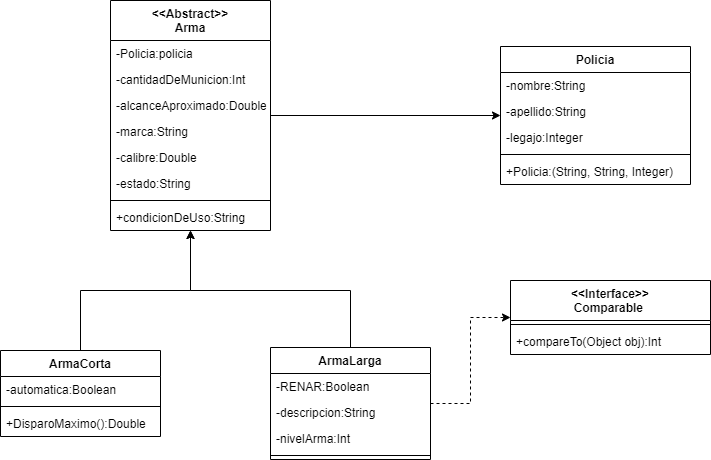 <<Abstract>>
Arma
-Policia:policia
-cantidadDeMunicion:Int
-alcanceAproximado:Double
-marca:String
-calibre:Double
-estado:String
+condicionDeUso:String
Policia
-nombre:String
-apellido:String
-legajo:Integer
+Policia:(String, String, Integer)
<<Interface>>
Comparable
+compareTo(Object obj):Int
ArmaCorta
-automatica:Boolean
+DisparoMaximo():Double
ArmaLarga
-RENAR:Boolean
-descripcion:String
-nivelArma:Int